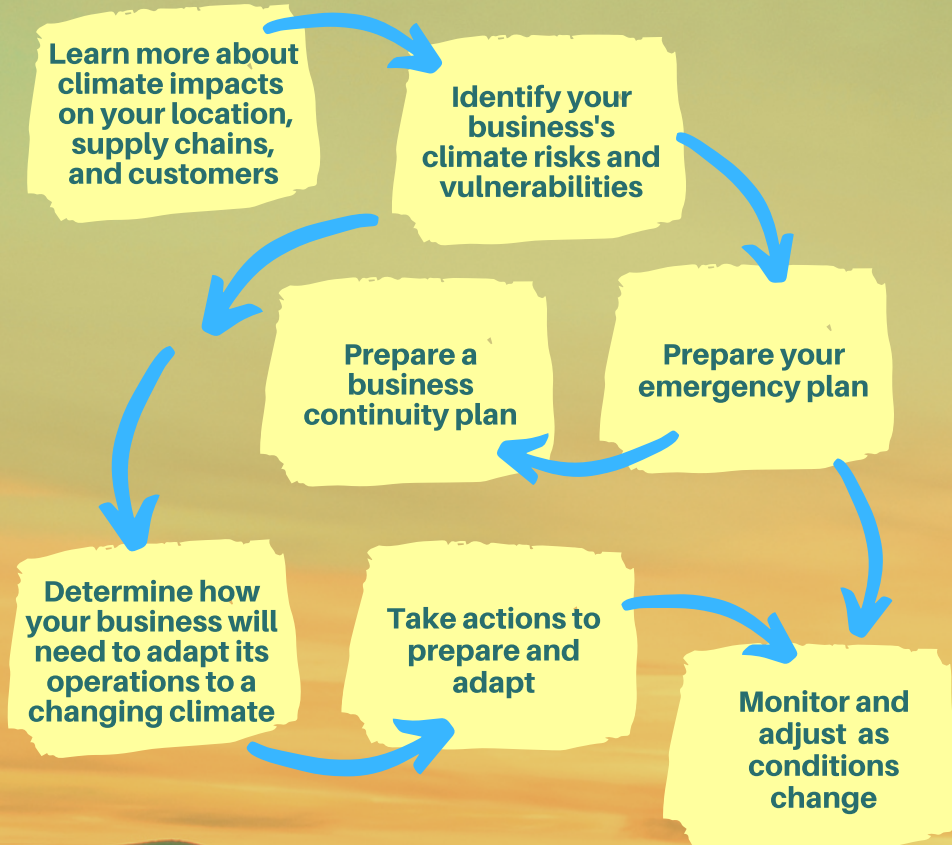 Learn more about
climate impacts
on your location,
supply chains,
and customers
Identify your
business's
climate risks and
vulnerabilities
Prepare a
business
continuity plan
Prepare your
emergency plan
Determine how
your business will
need to adapt its
operations to a
changing climate
Take actions to
prepare and
adapt
Monitor and
adjust as
conditions
change